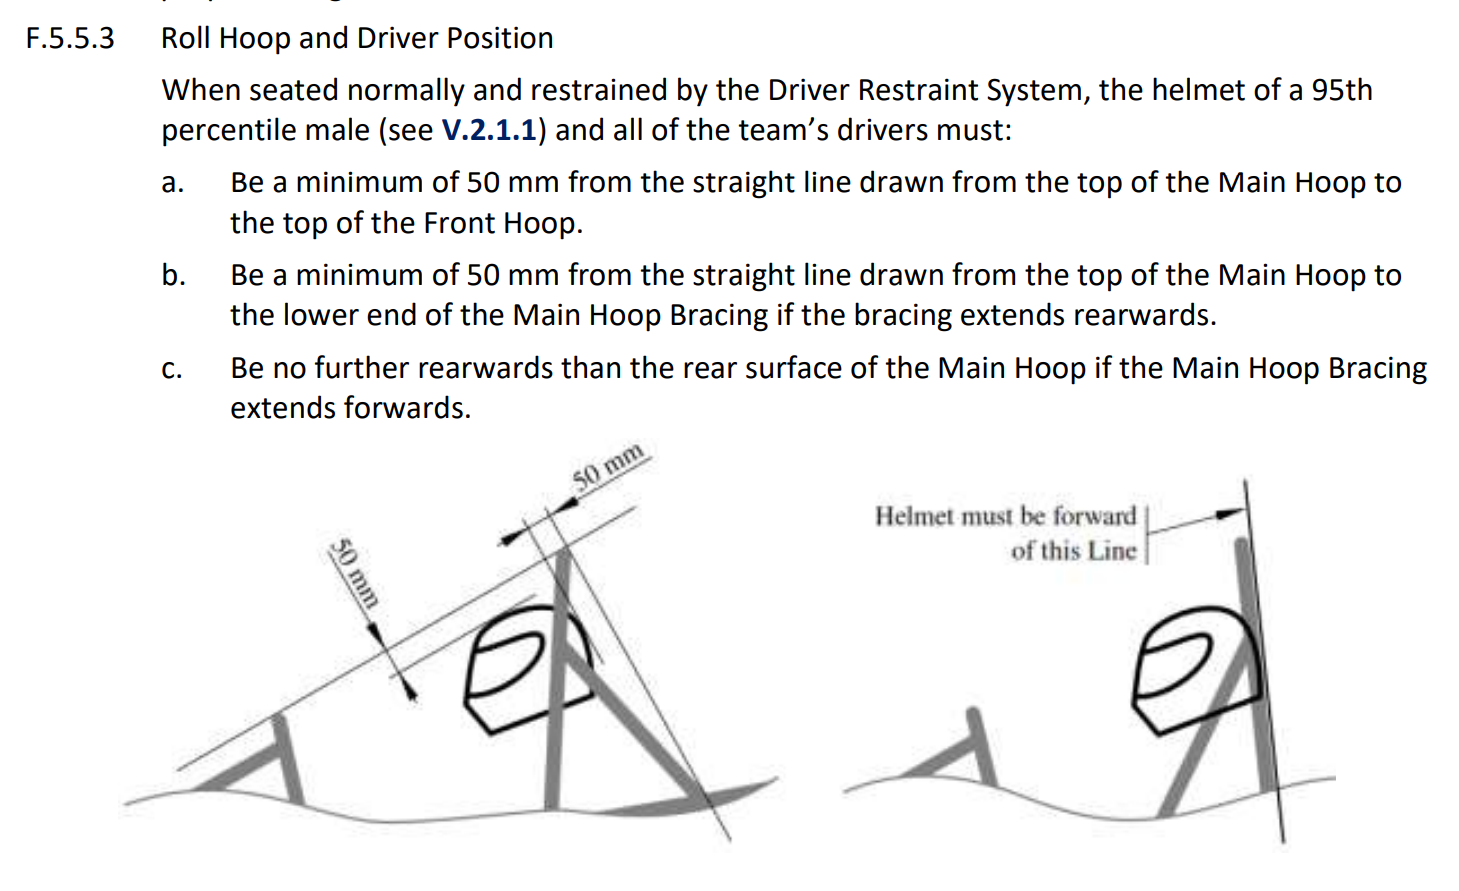 F.5.5.3 Roll Hoop and Driver Position
When seated normally and restrained by the Driver Restraint System, the helmet of a 95th
percentile male (see V.2.1.1) and all of the team’s drivers must:
a. Be a minimum of 50 mm from the straight line drawn from the top of the Main Hoop to
the top of the Front Hoop.
b. Be a minimum of 50 mm from the straight line drawn from the top of the Main Hoop to
the lower end of the Main Hoop Bracing if the bracing extends rearwards.
c. Be no further rearwards than the rear surface of the Main Hoop if the Main Hoop Bracing
extends forwards.
50 mm
50 mm
Helmet must be forward
of this Line